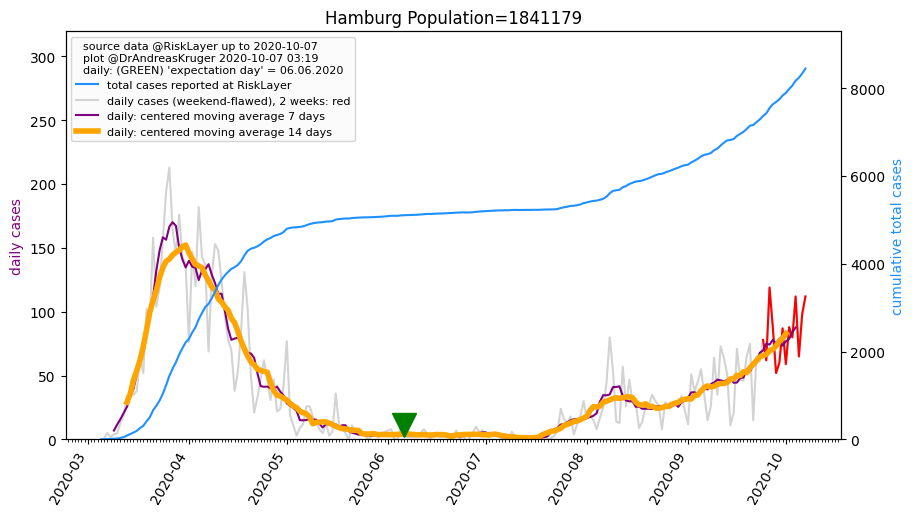 Hamburg Population=1841179
source data @RiskLayer up to 2020-10-07
plot @DrAndreasKruger 2020-10-07 03:19
daily: (GREEN) 'expectation day' = 06.06.2020
total cases reported at RiskLayer
daily cases (weekend-flawed), 2 weeks: red
daily: centered moving average 7 days
daily: centered moving average 14 days
daily cases
300
250
200
150
100
50
0
cumulative total cases
8000
6000
4000
2000
0
2020-03
2020-04
2020-05
2020-06
2020-07
2020-08
2020-09
2020-10